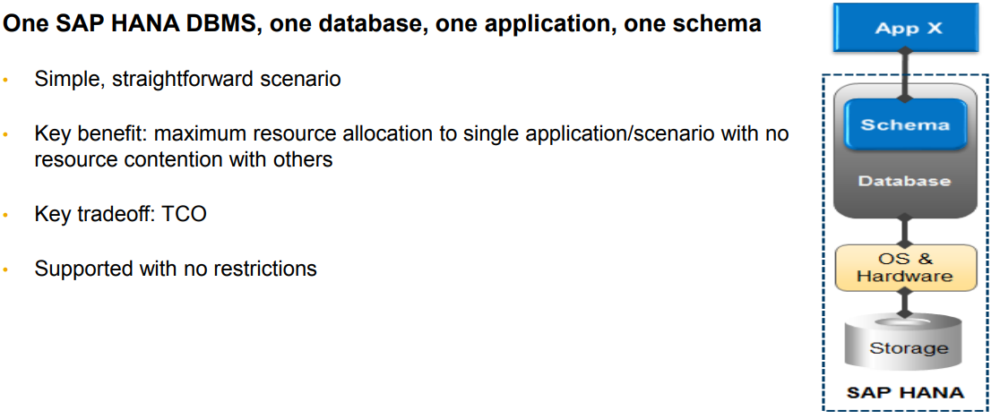 One SAP HANA DBMS, one database, one application, one schema
• Simple, straightforward scenario
• Key benefit: maximum resource allocation to single application/scenario with no
resource contention with others
• Key tradeoff: TCO
• Supported with no restrictions
App X
Schema
Database
OS &
Hardware
Storage
SAP HANA